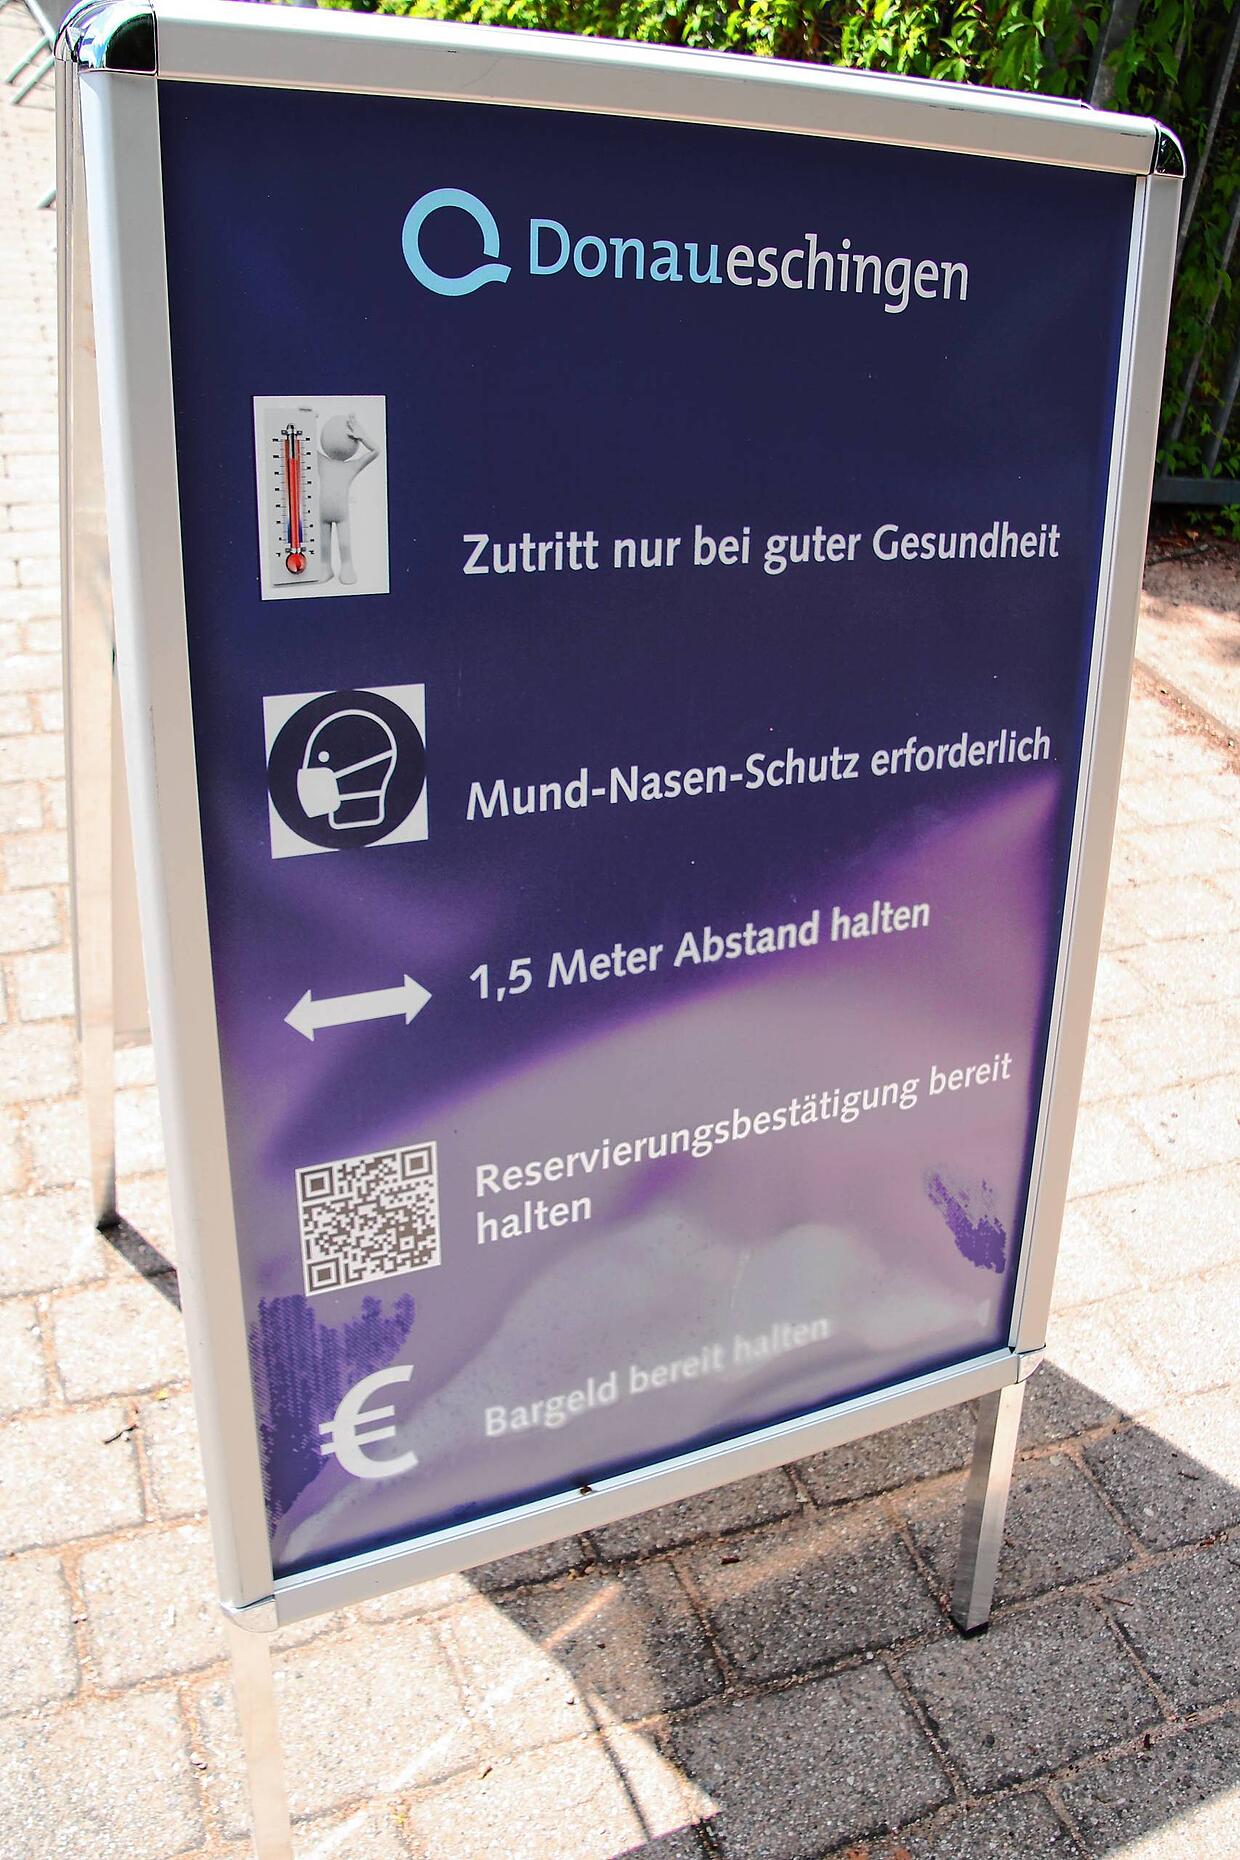 Donaueschingen
Zutritt nur bei guter Gesundheit
Mund-Nasen-Schutz erforderlich
1,5 Meter Abstand halten
Reservierungsbestätigung bereit
halten
€
Bargeld bereit halten